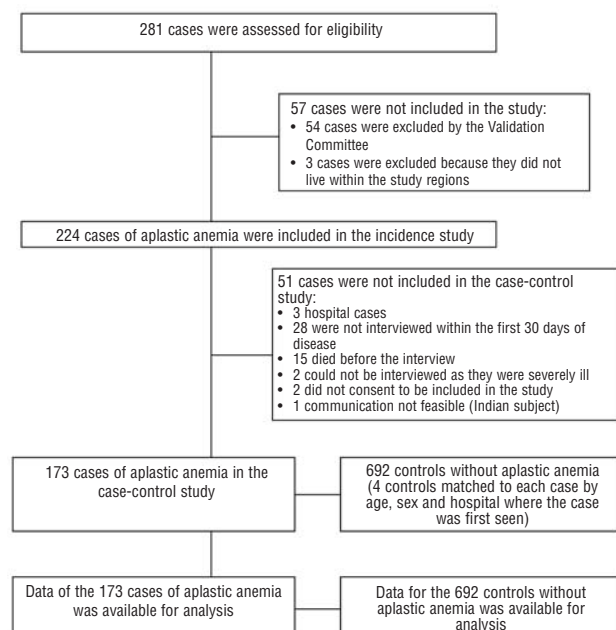 281 cases were assessed for eligibility
57 cases were not included in the study:
• 54 cases were excluded by the Validation
Committee
• 3 cases were excluded because they did not
live within the study regions
224 cases of aplastic anemia were included in the incidence study
51 cases were not included in the case-control
study:
• 3 hospital cases
• 28 were not interviewed within the first 30 days of
disease
• 15 died before the interview
• 2 could not be interviewed as they were severely ill
• 2 did not consent to be included in the study
• 1 communication not feasible (Indian subject)
173 cases of aplastic anemia in the
case-control study
692 controls without aplastic anemia
(4 controls matched to each case by
age, sex and hospital where the case
was first seen)
Data of the 173 cases of aplastic anemia
was available for analysis
Data for the 692 controls without
aplastic anemia was available for
analysis